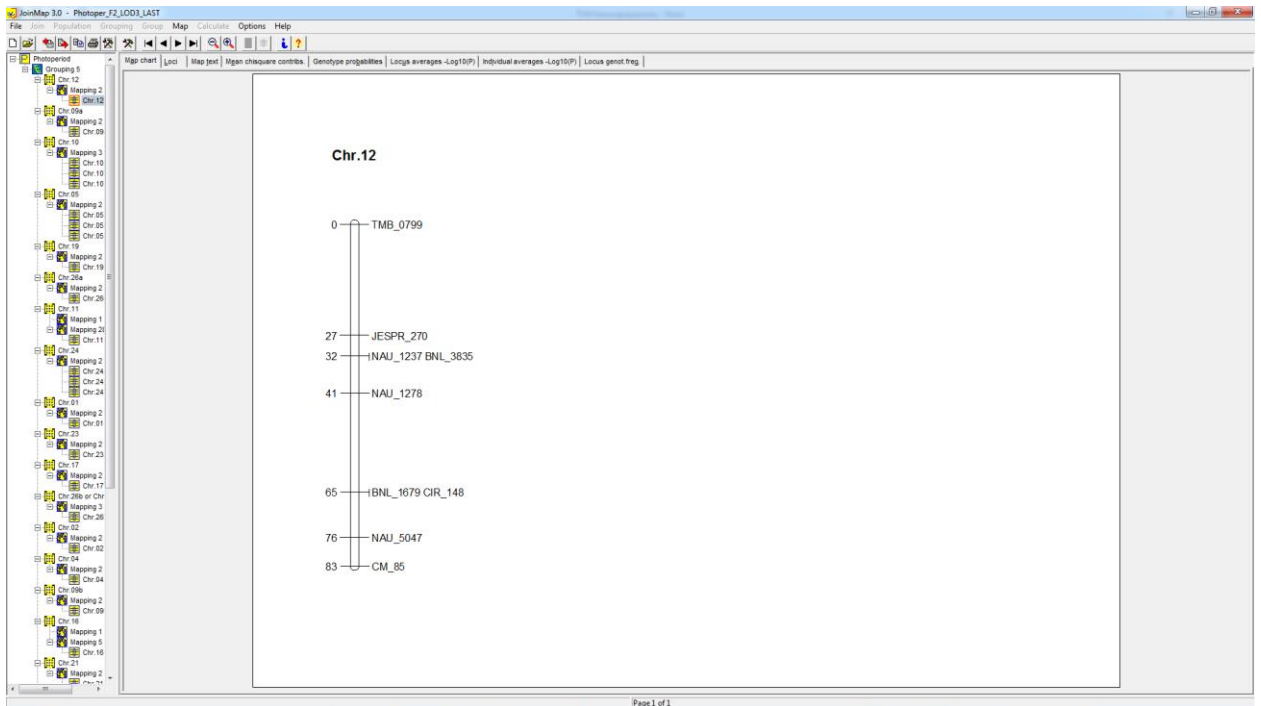 JoinMap 3.0 - Photoper_F2_LOD3_LAST
File Join Population Grouping Group Map Calculate Options Help
Photoperiod
Grouping 5
Chr.12
Mapping 2
Chr.12
Chr.09a
Mapping 2
Chr.09
Chr.10
Mapping 3
Chr.10
Chr.10
Chr.10
Chr.05
Mapping 2
Chr.05
Chr.05
Chr.05
Chr.19
Mapping 2
Chr.19
Chr.26a
Mapping 2
Chr.26
Chr.11
Mapping 1
Mapping 28
Chr.11
Chr.24
Mapping 2
Chr.24
Chr.24
Chr.24
Chr.01
Mapping 2
Chr.01
Chr.23
Mapping 2
Chr.23
Chr.17
Mapping 2
Chr.17
Chr.26b or Chr
Mapping 3
Chr.26
Chr.02
Mapping 2
Chr.02
Chr.04
Mapping 2
Chr.04
Chr.09b
Mapping 2
Chr.09
Chr.16
Mapping 1
Mapping 5
Chr.16
Chr.21
Mapping 2
Chr.21
Map chart Loci Map text Mean chisquare contribs. Genotype probabilities Locus averages -Log10(P) Individual averages -Log10(P) Locus genot.freq.
Chr.12
0 TMB_0799
27 JESPR_270
32 NAU_1237 BNL_3835
41 NAU_1278
65 BNL_1679 CIR_148
76 NAU_5047
83 CM_85
Page 1 of 1